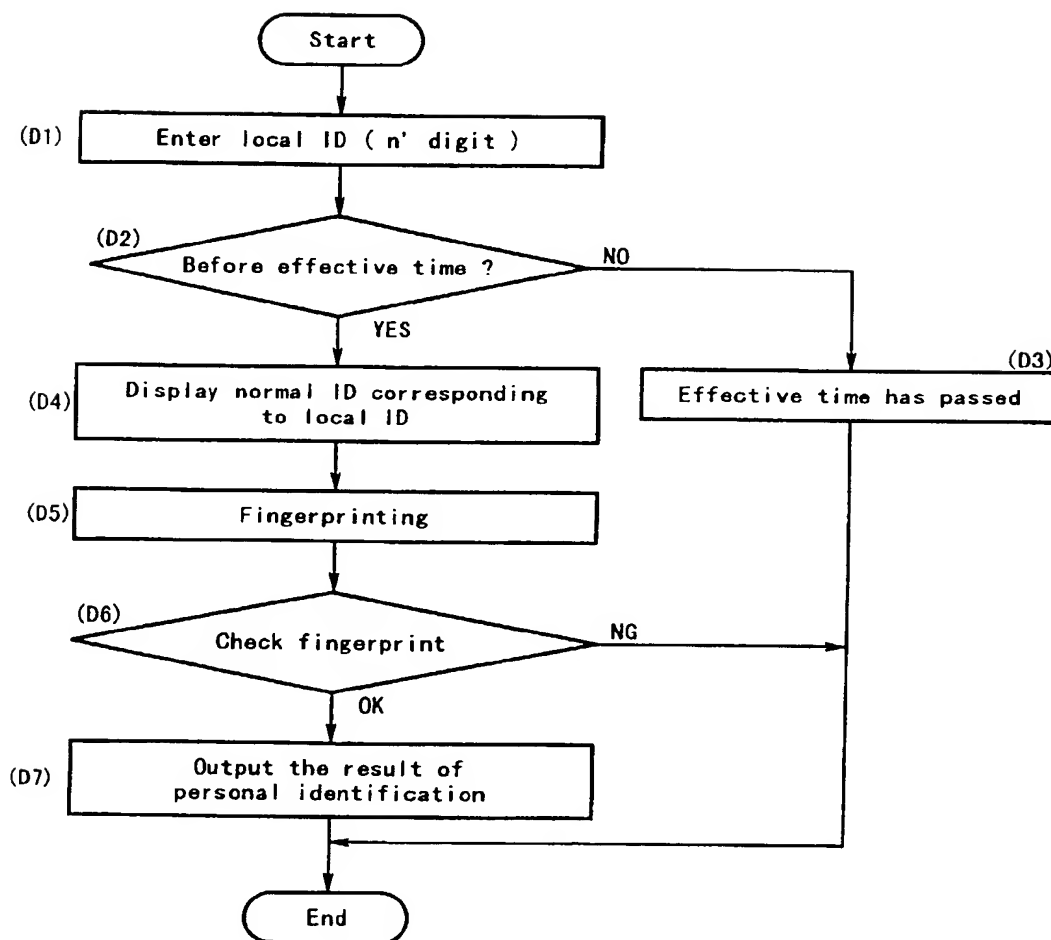 Start
(D1)
Enter local ID ( n' digit )
(D2)
Before effective time ?
NO
YES
(D3)
Effective time has passed
(D4)
Display normal ID corresponding
to local ID
(D5)
Fingerprinting
(D6)
Check fingerprint
NG
OK
(D7)
Output the result of
personal identification
End